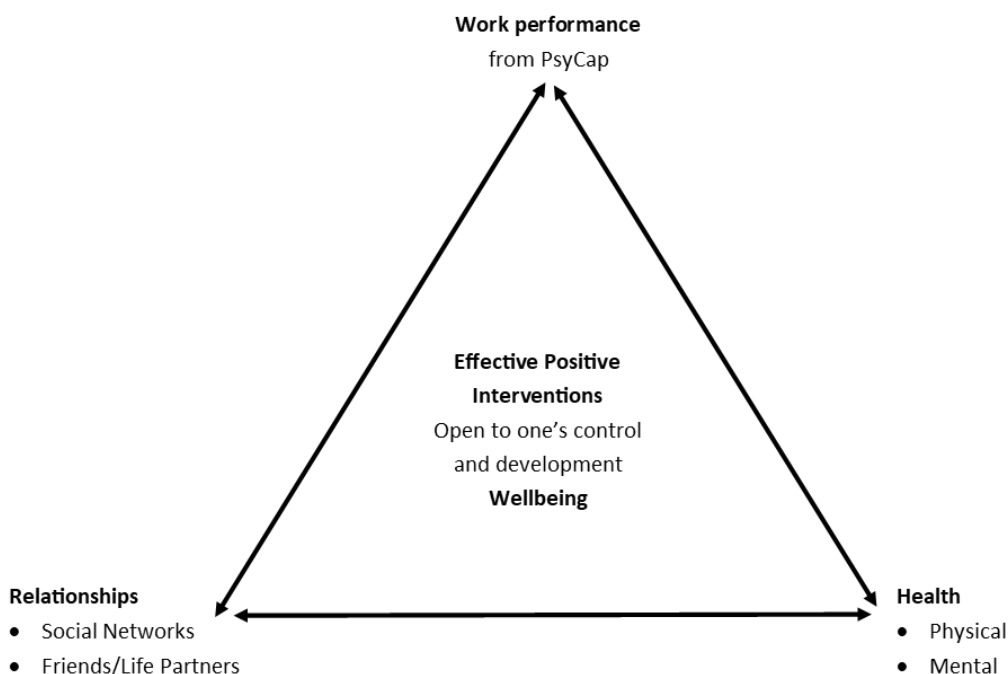 Work performance
from PsyCap
Effective Positive
Interventions
Open to one’s control
and development
Wellbeing
Relationships
• Social Networks
• Friends/Life Partners
Health
• Physical
• Mental